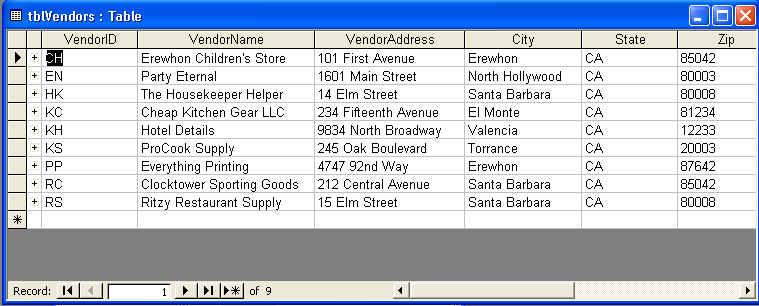 tblVendors : Table
VendorID VendorName VendorAddress City State Zip
+ CH Erewhon Children's Store 101 First Avenue Erewhon CA 85042
+ EN Party Eternal 1601 Main Street North Hollywood CA 80003
+ HK The Housekeeper Helper 14 Elm Street Santa Barbara CA 80008
+ KC Cheap Kitchen Gear LLC 234 Fifteenth Avenue El Monte CA 81234
+ KH Hotel Details 9834 North Broadway Valencia CA 12233
+ KS ProCook Supply 245 Oak Boulevard Torrance CA 20003
+ PP Everything Printing 4747 92nd Way Erewhon CA 87642
+ RC Clocktower Sporting Goods 212 Central Avenue Santa Barbara CA 85042
+ RS Ritzy Restaurant Supply 15 Elm Street Santa Barbara CA 80008
Record: 1 of 9